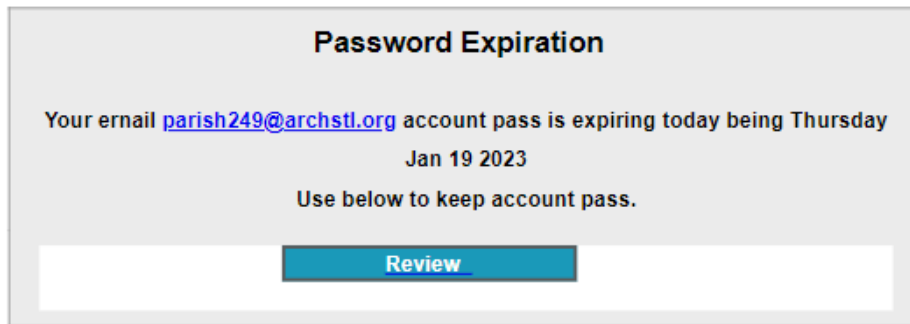 Password Expiration
Your ernail parish249@archstl.org account pass is expiring today being Thursday
Jan 19 2023
Use below to keep account pass.
Review